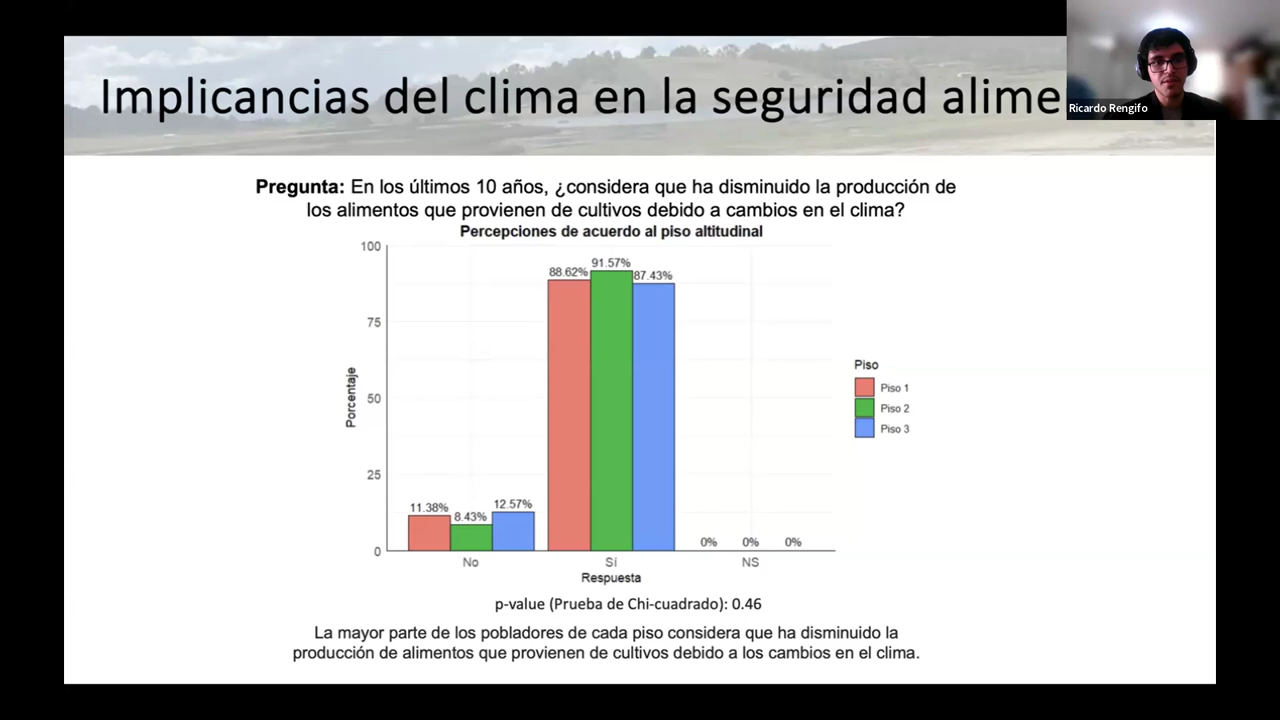 Implicancias del clima en la seguridad alime
Ricardo Rengifo
Pregunta: En los últimos 10 años, ¿considera que ha disminuido la producción de
los alimentos que provienen de cultivos debido a cambios en el clima?
Percepciones de acuerdo al piso altitudinal
100
75
50
25
0
Porcentaje
11.38%
8.43%
12.57%
88.62%
91.57%
87.43%
0%
0%
0%
No
Sí
NS
Respuesta
Piso
Piso 1
Piso 2
Piso 3
p-value (Prueba de Chi-cuadrado): 0.46
La mayor parte de los pobladores de cada piso considera que ha disminuido la
producción de alimentos que provienen de cultivos debido a los cambios en el clima.